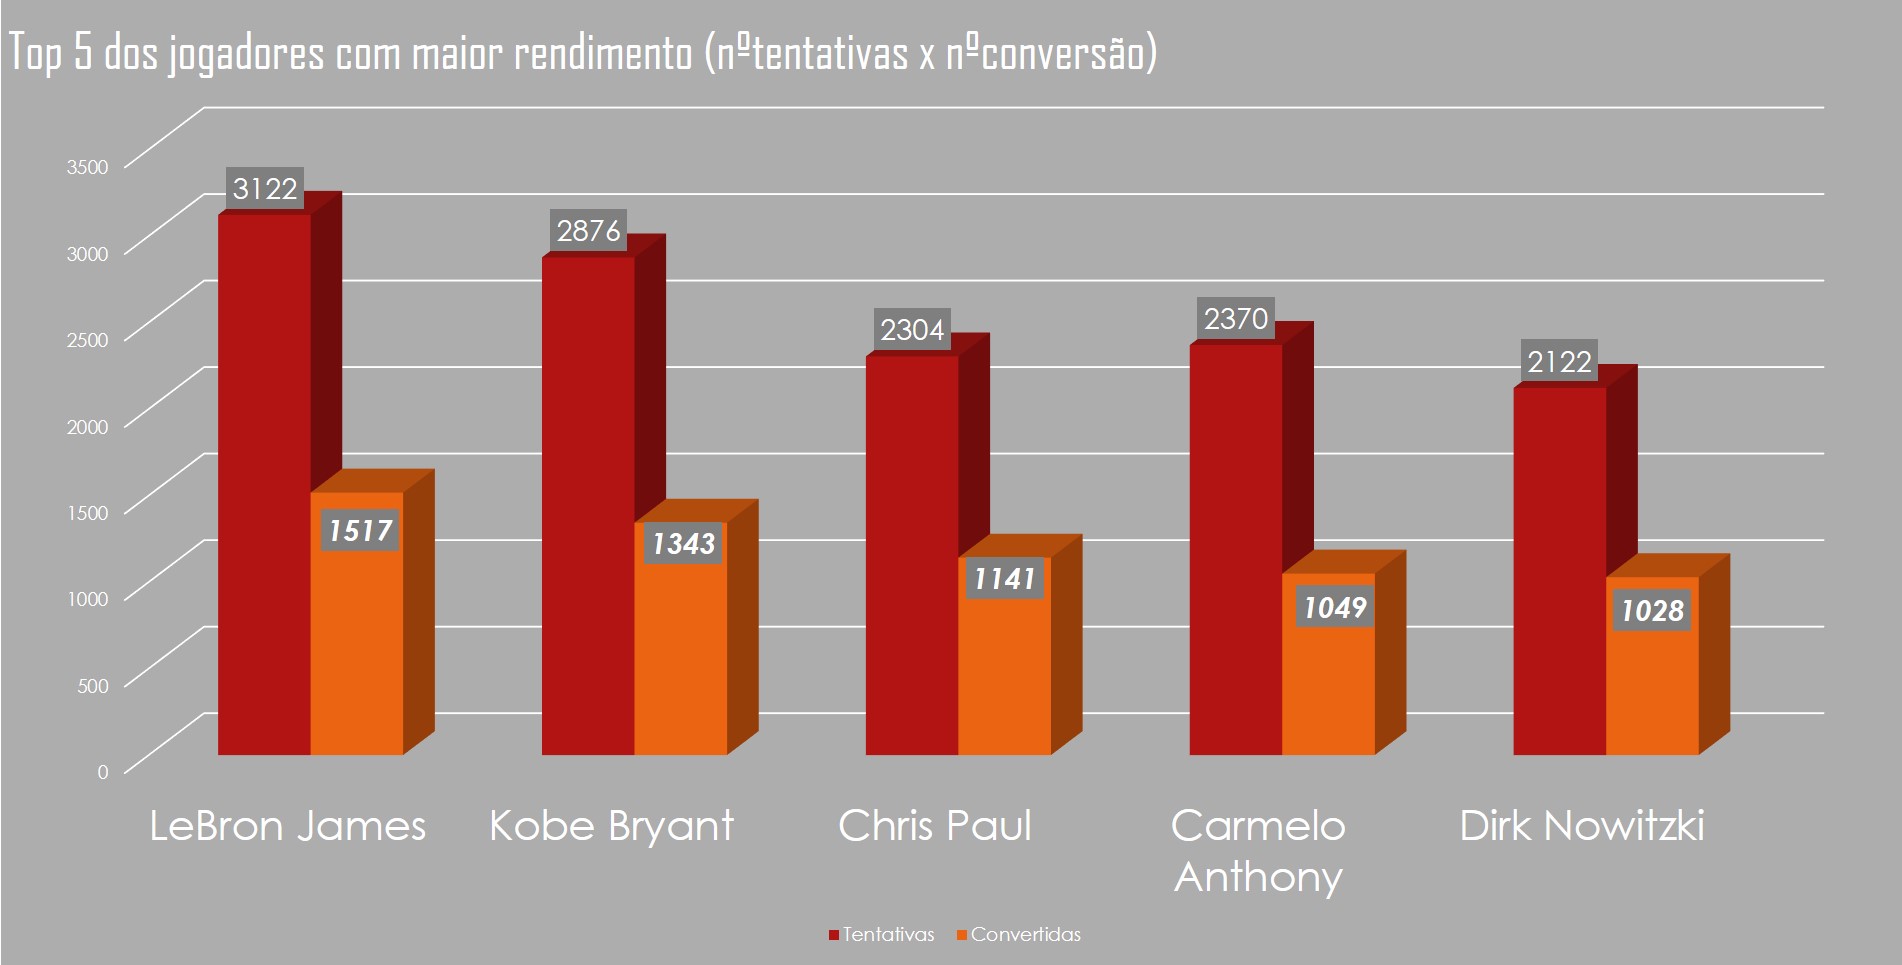 Top 5 dos jogadores com maior rendimento (nºtentativas x nºconversão)
3500
3000
2500
2000
1500
1000
500
0
3122
1517
2876
1343
2304
1141
2370
1049
2122
1028
LeBron James
Kobe Bryant
Chris Paul
Carmelo
Anthony
Dirk Nowitzki
Tentativas
Convertidas